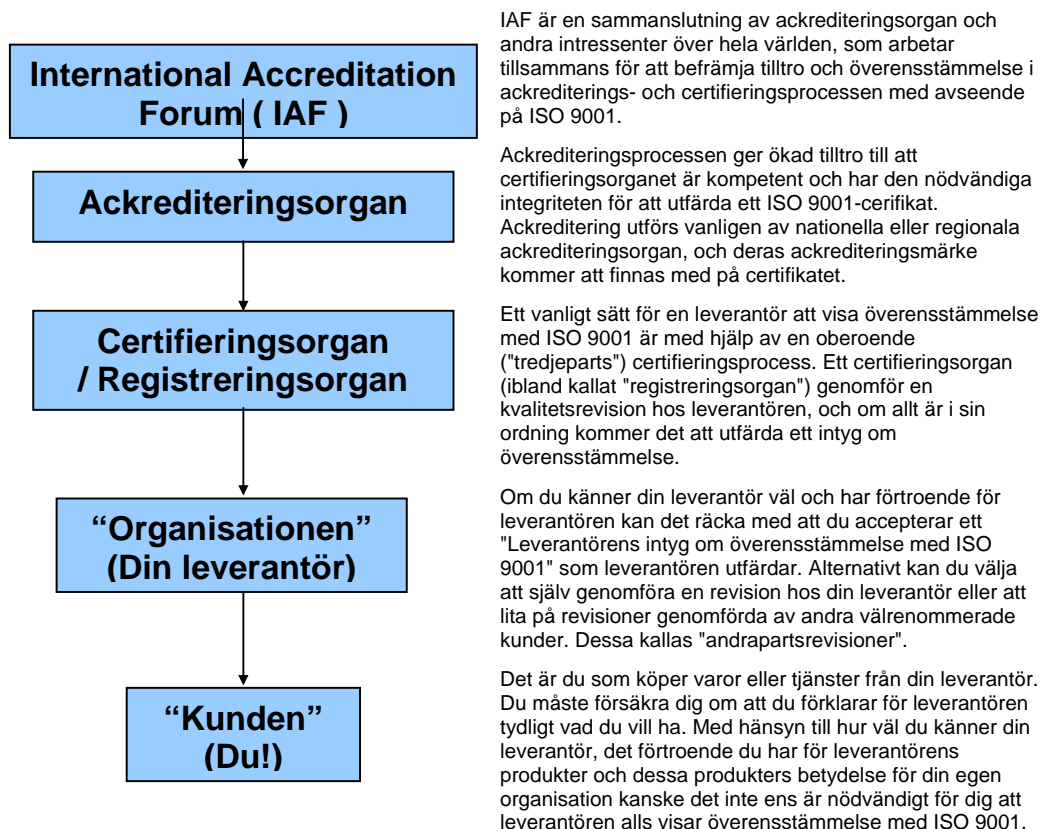 International Accreditation
Forum ( IAF )
IAF är en sammanslutning av ackrediteringsorgan och
andra intressenter över hela världen, som arbetar
tillsammans för att befrämja tilltro och överensstämmelse i
ackrediterings- och certifieringsprocessen med avseende
på ISO 9001.
Ackrediteringsorgan
Ackrediteringsprocessen ger ökad tilltro till att
certifieringsorganet är kompetent och har den nödvändiga
integriteten för att utfärda ett ISO 9001-cerifikat.
Ackreditering utförs vanligen av nationella eller regionala
ackrediteringsorgan, och deras ackrediteringsmärke
kommer att finnas med på certifikatet.
Certifieringsorgan
/ Registreringsorgan
Ett vanligt sätt för en leverantör att visa överensstämmelse
med ISO 9001 är med hjälp av en oberoende
("tredjeparts") certifieringsprocess. Ett certifieringsorgan
(ibland kallat "registreringsorgan") genomför en
kvalitetsrevision hos leverantören, och om allt är i sin
ordning kommer det att utfärda ett intyg om
överensstämmelse.
“Organisationen”
(Din leverantör)
Om du känner din leverantör väl och har förtroende för
leverantören kan det räcka med att du accepterar ett
"Leverantörens intyg om överensstämmelse med ISO
9001" som leverantören utfärdar. Alternativt kan du välja
att själv genomföra en revision hos din leverantör eller att
lita på revisioner genomförda av andra välrenommerade
kunder. Dessa kallas "andrapartsrevisioner".
“Kunden”
(Du!)
Det är du som köper varor eller tjänster från din leverantör.
Du måste försäkra dig om att du förklarar för leverantören
tydligt vad du vill ha. Med hänsyn till hur väl du känner din
leverantör, det förtroende du har för leverantörens
produkter och dessa produkters betydelse för din egen
organisation kanske det inte ens är nödvändigt för dig att
leverantören alls visar överensstämmelse med ISO 9001.